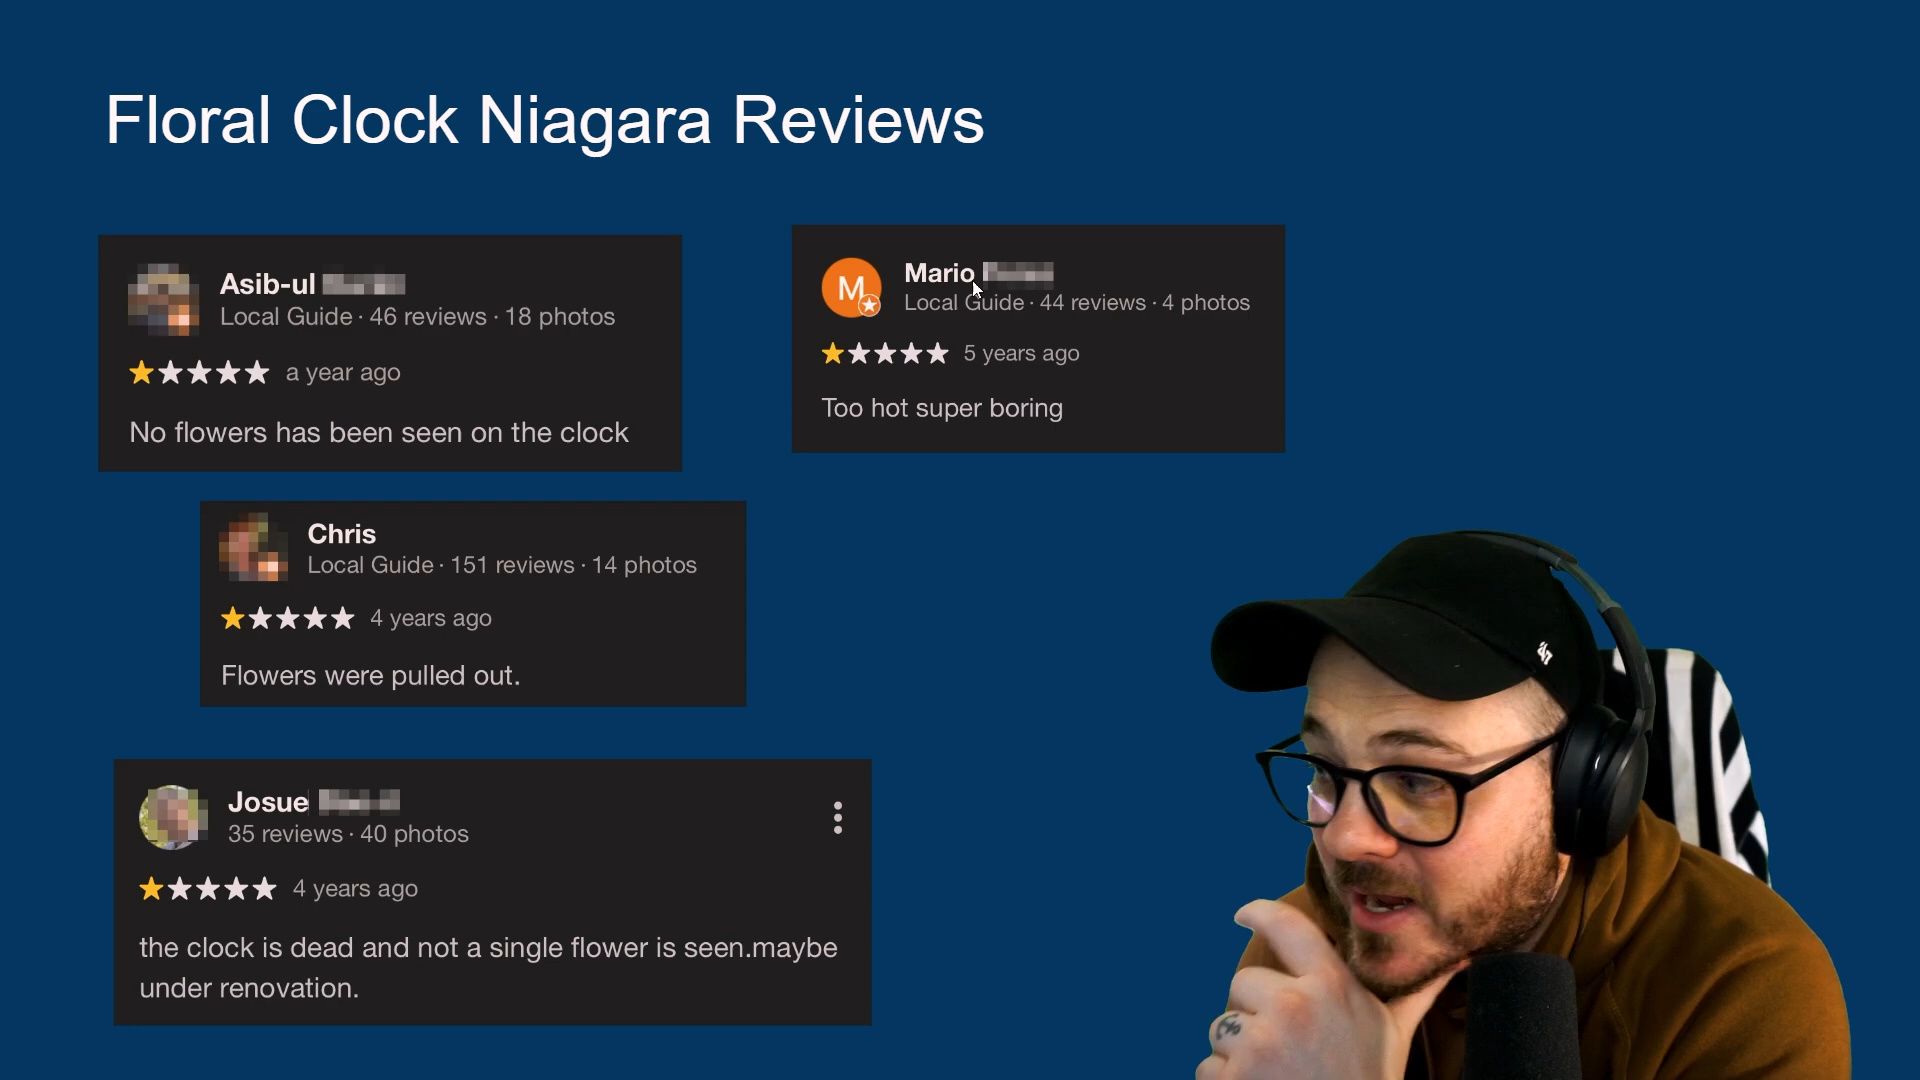 Floral Clock Niagara Reviews
Asib-ul
Local Guide · 46 reviews · 18 photos
a year ago
No flowers has been seen on the clock
M
Mario
Local Guide · 44 reviews · 4 photos
5 years ago
Too hot super boring
Chris
Local Guide · 151 reviews · 14 photos
4 years ago
Flowers were pulled out.
Josue
35 reviews · 40 photos
4 years ago
the clock is dead and not a single flower is seen.maybe
under renovation.
47